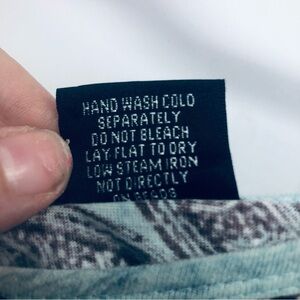 HAND WASH COLD
SEPARATELY
DO NOT BLEACH
LAY FLAT TO DRY
LOW STEAM IRON
NOT DIRECTLY